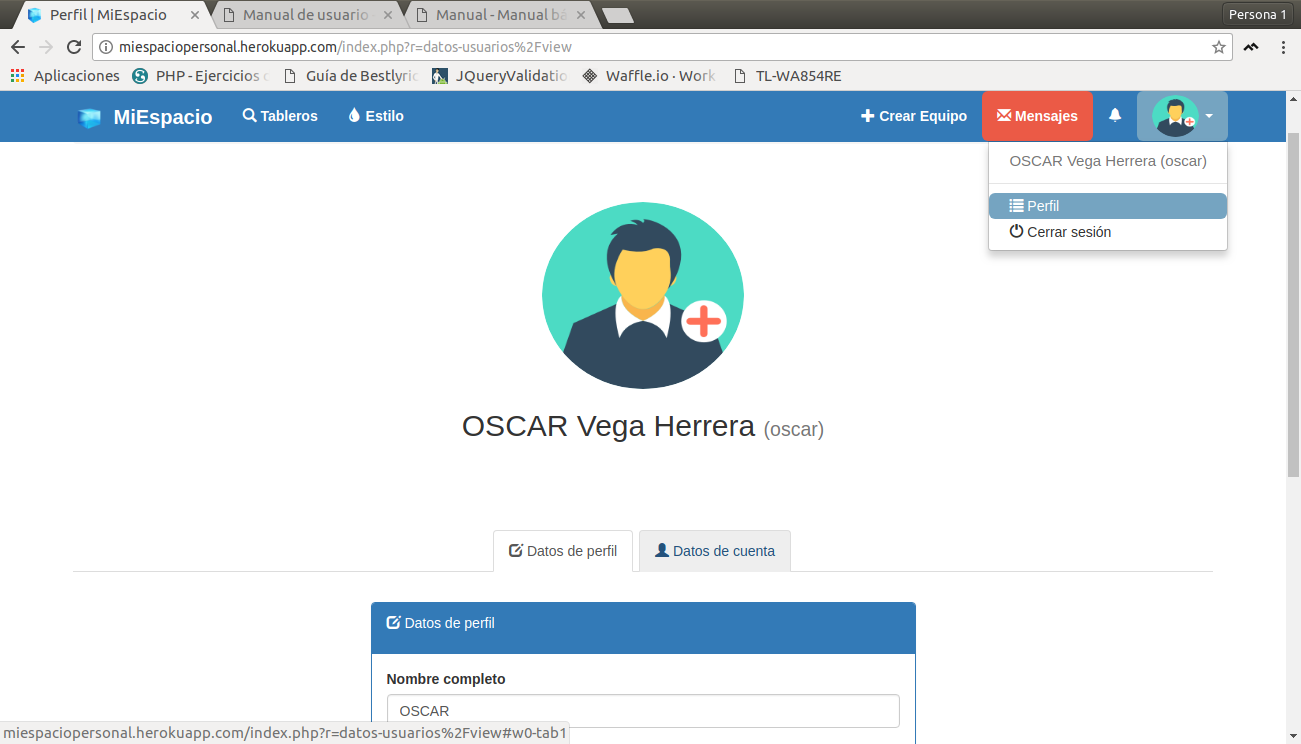 Perfil | MiEspacio
Manual de usuario
Manual - Manual bá
Persona 1
miespaciopersonal.herokuapp.com/index.php?r=datos-usuarios%2Fview
Aplicaciones
PHP - Ejercicios
Guía de Bestlyric
JQueryValidatio
Waffle.io · Work
TL-WA854RE
MiEspacio
Tableros
Estilo
Crear Equipo
Mensajes
OSCAR Vega Herrera (oscar)
Perfil
Cerrar sesión
OSCAR Vega Herrera (oscar)
Datos de perfil
Datos de cuenta
Datos de perfil
Nombre completo
OSCAR
miespaciopersonal.herokuapp.com/index.php?r=datos-usuarios%2Fview#w0-tab1